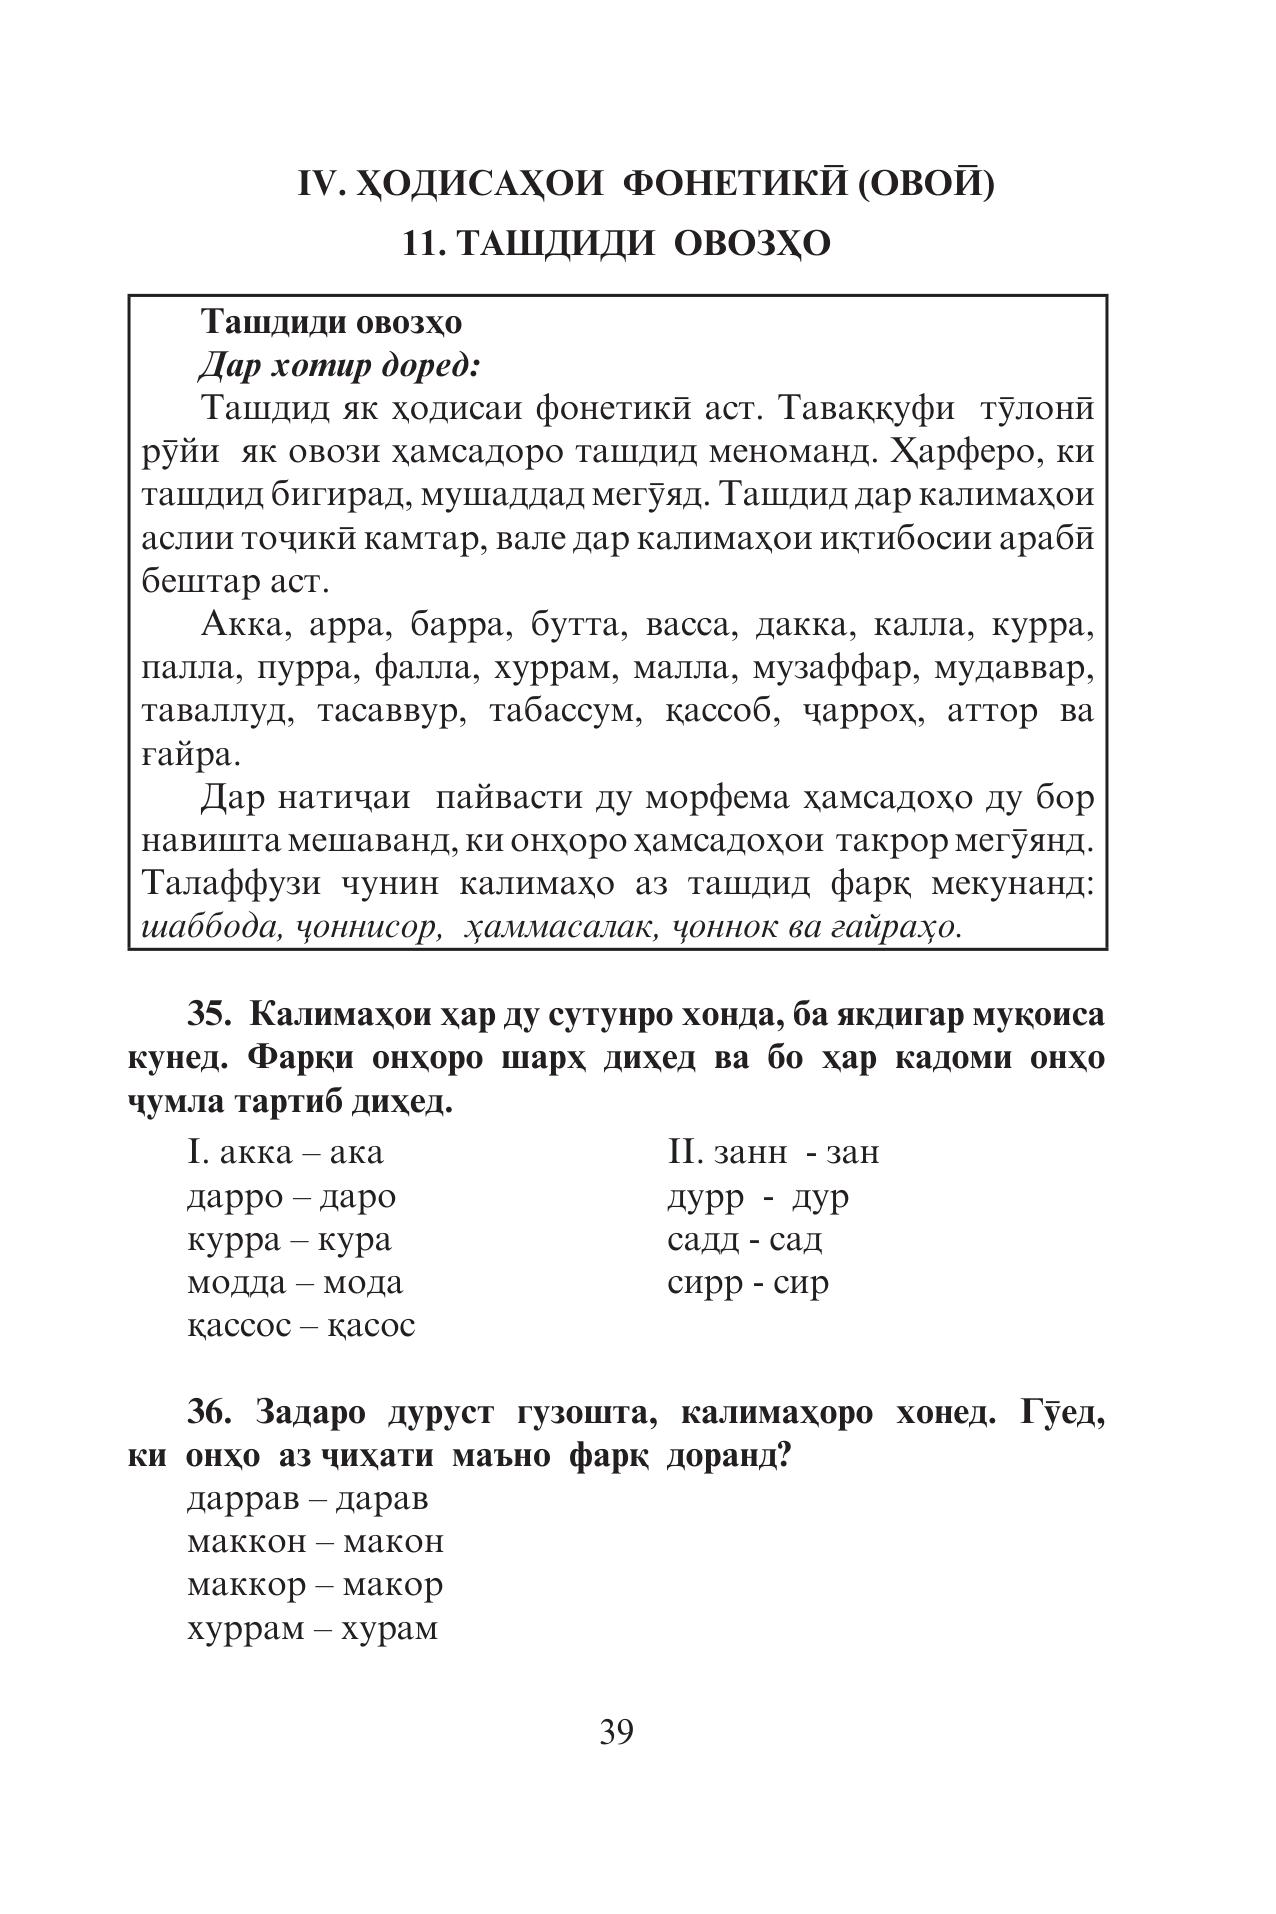 IV. ҲОДИСАҲОИ ФОНЕТИКӢ (ОВОӢ)
11. ТАШДИДИ ОВОЗҲО
Ташдиди овозҳо
Дар хотир доред:
Ташдид як ҳодисаи фонетикӣ аст. Таваққуфи тӯлонӣ
рӯйи як овози ҳамсадоро ташдид меноманд. Ҳарферо, ки
ташдид бигирад, мушаддад мегӯяд. Ташдид дар калимаҳои
аслии тоҷикӣ камтар, вале дар калимаҳои иқтибосии арабӣ
бештар аст.
Акка, арра, барра, бутта, васса, дакка, калла, курра,
палла, пурра, фалла, хуррам, малла, музаффар, мудаввар,
таваллуд, тасаввур, табассум, қассоб, ҷарроҳ, аттор ва
ғайра.
Дар натиҷаи пайвасти ду морфема ҳамсадоҳо ду бор
навишта мешаванд, ки онҳоро ҳамсадоҳои такрор мегӯянд.
Талаффузи чунин калимаҳо аз ташдид фарқ мекунанд:
шаббода, ҷоннисор, ҳаммасалак, ҷоннок ва ғайраҳо.
35. Калимаҳои ҳар ду сутунро хонда, ба якдигар муқоиса
кунед. Фарқи онҳоро шарҳ диҳед ва бо ҳар кадоми онҳо
ҷумла тартиб диҳед.
I. акка – ака
дарро – даро
курра – кура
модда – мода
қассос – қасос
II. занн - зан
дурр - дур
садд - сад
сирр - сир
36. Задаро дуруст гузошта, калимаҳоро хонед. Гӯед,
ки онҳо аз ҷиҳати маъно фарқ доранд?
даррав – дарав
маккон – макон
маккор – макор
хуррам – хурам
39